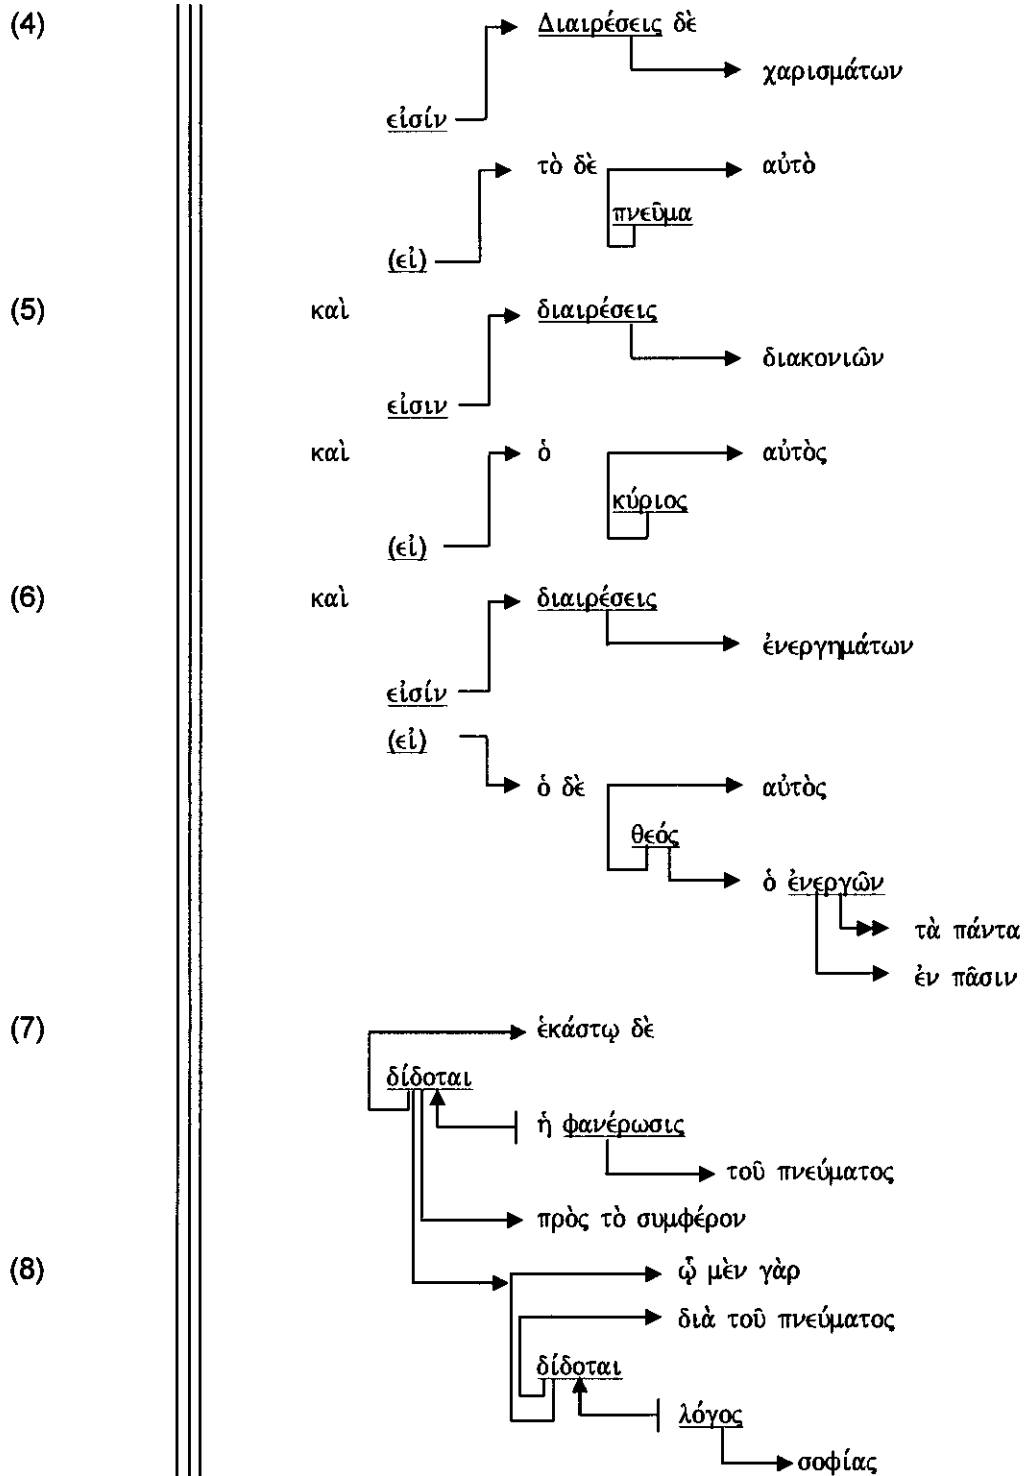 (4) Διαιρέσεις δὲ
χαρισμάτων
εἰσίν
τὸ δὲ αὐτὸ
πνεῦμα
(εἰ)
(5) καὶ διαιρέσεις
διακονιῶν
εἰσιν
καὶ ὁ αὐτὸς
κύριος
(εἰ)
(6) καὶ διαιρέσεις
ἐνεργημάτων
εἰσίν
(εἰ)
ὁ δὲ αὐτὸς
θεός
ὁ ἐνεργῶν
τὰ πάντα
ἐν πᾶσιν
(7) ἑκάστῳ δὲ
δίδοται
ἡ φανέρωσις
τοῦ πνεύματος
πρὸς τὸ συμφέρον
(8) ᾧ μὲν γὰρ
διὰ τοῦ πνεύματος
δίδοται
λόγος
σοφίας